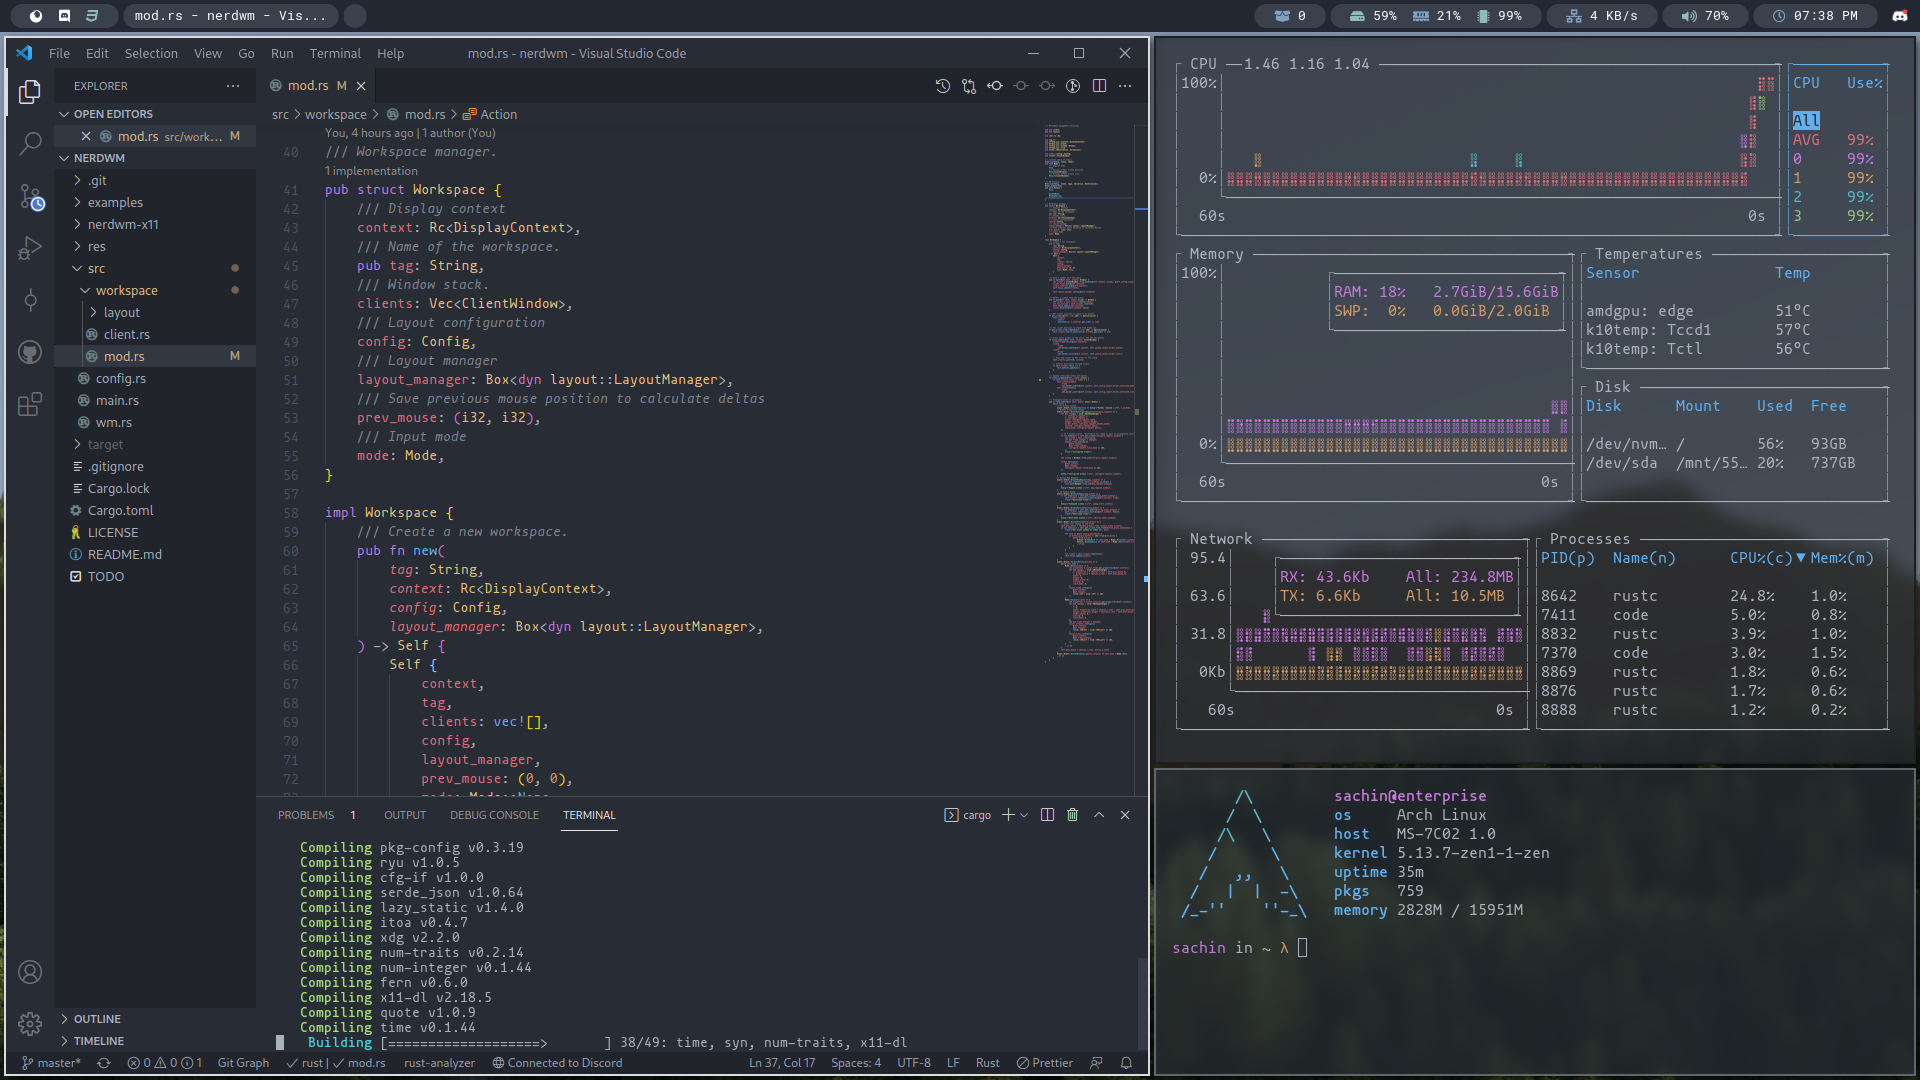 mod.rs - nerdwm - Vis...
0
59% 21% 99%
4 KB/s
70%
07:38 PM
File Edit Selection View Go Run Terminal Help
mod.rs - nerdwm - Visual Studio Code
EXPLORER
OPEN EDITORS
mod.rs src/work... M
NERDWM
.git
examples
nerdwm-x11
res
src
workspace
layout
client.rs
mod.rs M
config.rs
main.rs
wm.rs
target
.gitignore
Cargo.lock
Cargo.toml
LICENSE
README.md
TODO
OUTLINE
TIMELINE
mod.rs M
src > workspace > mod.rs > Action
You, 4 hours ago | 1 author (You)
40 /// Workspace manager.
1 implementation
41 pub struct Workspace {
42 /// Display context
43 context: Rc<DisplayContext>,
44 /// Name of the workspace.
45 pub tag: String,
46 /// Window stack.
47 clients: Vec<ClientWindow>,
48 /// Layout configuration
49 config: Config,
50 /// Layout manager
51 layout_manager: Box<dyn layout::LayoutManager>,
52 /// Save previous mouse position to calculate deltas
53 prev_mouse: (i32, i32),
54 /// Input mode
55 mode: Mode,
56 }
57
58 impl Workspace {
59 /// Create a new workspace.
60 pub fn new(
61 tag: String,
62 context: Rc<DisplayContext>,
63 config: Config,
64 layout_manager: Box<dyn layout::LayoutManager>,
65 ) -> Self {
66 Self {
67 context,
68 tag,
69 clients: vec![],
70 config,
71 layout_manager,
72 prev_mouse: (0, 0),
PROBLEMS 1 OUTPUT DEBUG CONSOLE TERMINAL
cargo
Compiling pkg-config v0.3.19
Compiling ryu v1.0.5
Compiling cfg-if v1.0.0
Compiling serde_json v1.0.64
Compiling lazy_static v1.4.0
Compiling itoa v0.4.7
Compiling xdg v2.2.0
Compiling num-traits v0.2.14
Compiling num-integer v0.1.44
Compiling fern v0.6.0
Compiling x11-dl v2.18.5
Compiling quote v1.0.9
Compiling time v0.1.44
Building [===================>       ] 38/49: time, syn, num-traits, x11-dl
master* 0 0 1 Git Graph rust | mod.rs rust-analyzer Connected to Discord
Ln 37, Col 17 Spaces: 4 UTF-8 LF Rust Prettier
CPU 1.46 1.16 1.04
100%
0%
60s 0s
CPU Use%
All
AVG 99%
0 99%
1 99%
2 99%
3 99%
Memory
100%
RAM: 18% 2.7GiB/15.6GiB
SWP: 0% 0.0GiB/2.0GiB
0%
60s 0s
Temperatures
Sensor Temp
amdgpu: edge 51°C
k10temp: Tccd1 57°C
k10temp: Tctl 56°C
Disk
Disk Mount Used Free
/dev/nvm… / 56% 93GB
/dev/sda /mnt/55… 20% 737GB
Network
95.4
RX: 43.6Kb All: 234.8MB
63.6
TX: 6.6Kb All: 10.5MB
31.8
0Kb
60s 0s
Processes
PID(p) Name(n) CPU%(c)▼ Mem%(m)
8642 rustc 24.8% 1.0%
7411 code 5.0% 0.8%
8832 rustc 3.9% 1.0%
7370 code 3.0% 1.5%
8869 rustc 1.8% 0.6%
8876 rustc 1.7% 0.6%
8888 rustc 1.2% 0.2%
sachin@enterprise
os Arch Linux
host MS-7C02 1.0
kernel 5.13.7-zen1-1-zen
uptime 35m
pkgs 759
memory 2828M / 15951M
sachin in ~ λ